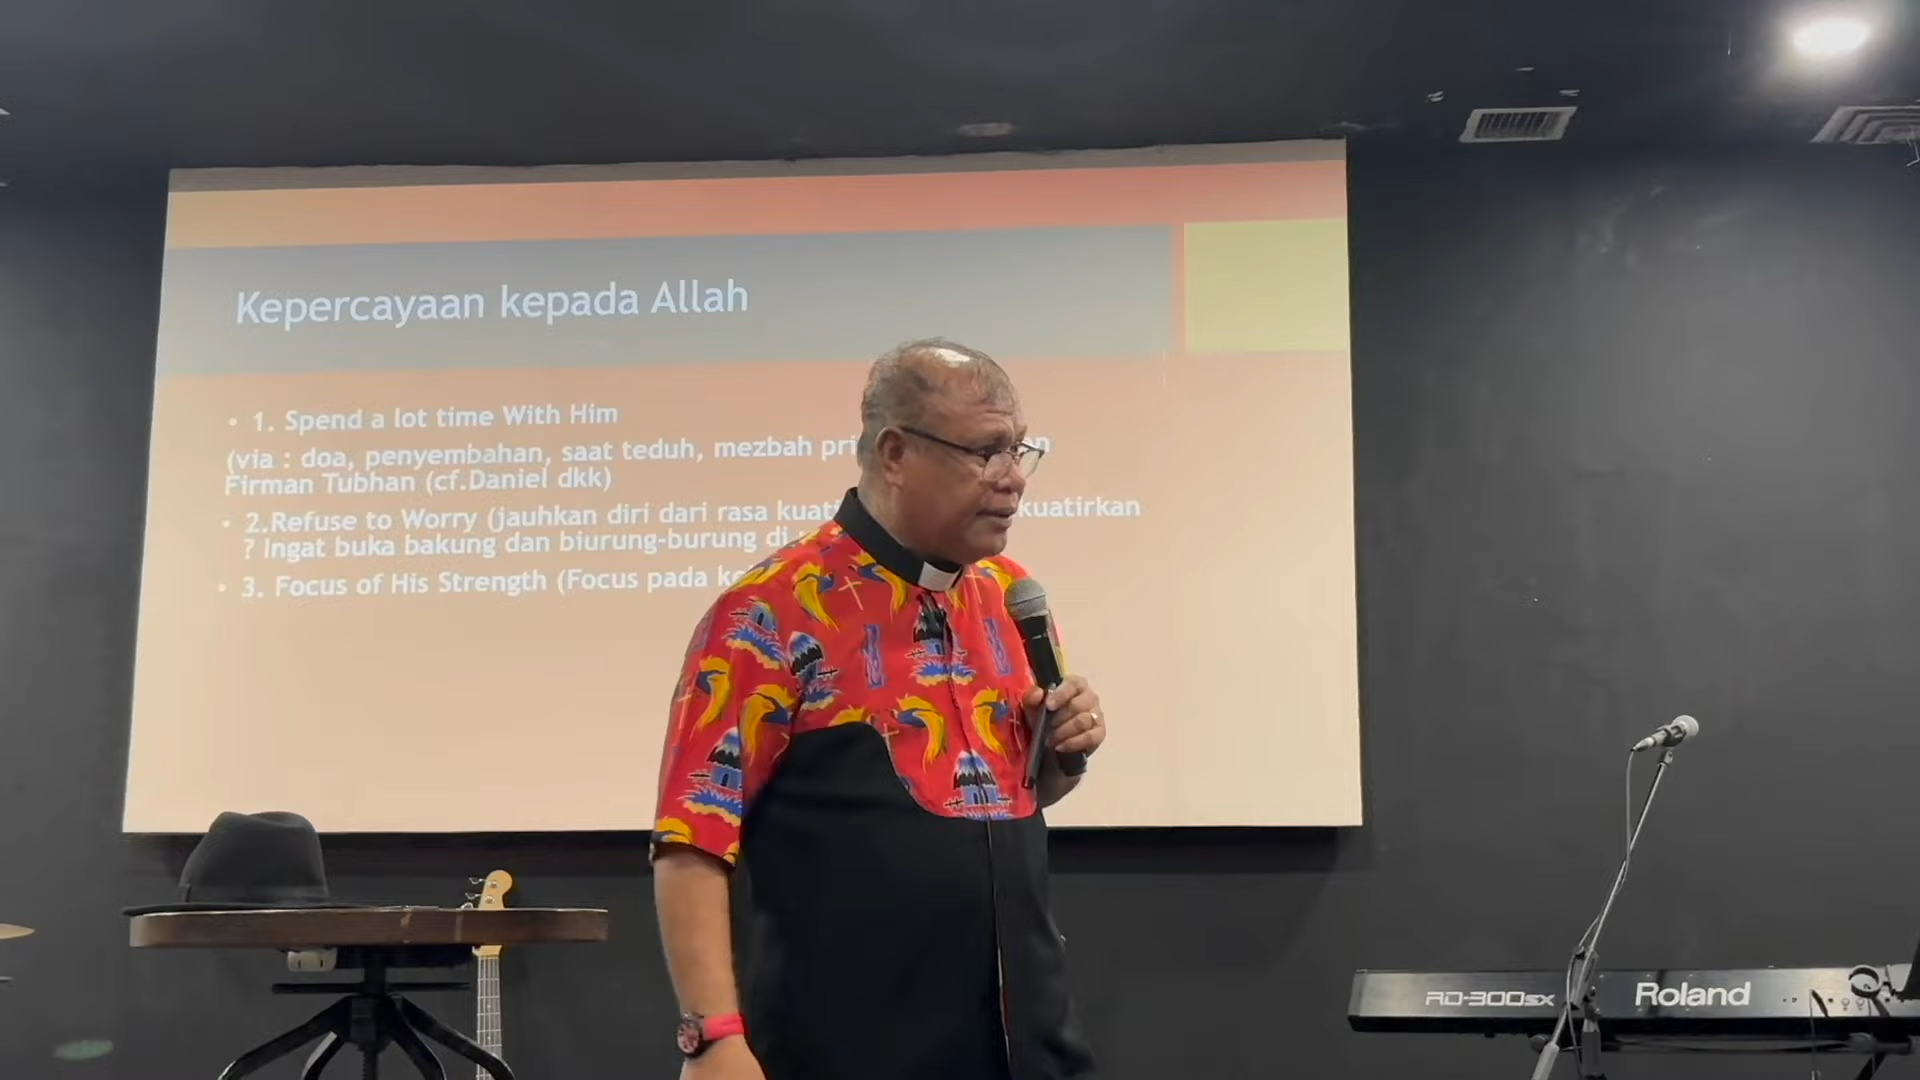 Kepercayaan kepada Allah
• 1. Spend a lot time With Him
(via : doa, penyembahan, saat teduh, mezbah pri
Firman Tubhan (cf.Daniel dkk)
• 2.Refuse to Worry (jauhkan diri dari rasa kuati kuatirkan
? Ingat buka bakung dan biurung-burung di
• 3. Focus of His Strength (Focus pada ke
RD-300SX Roland